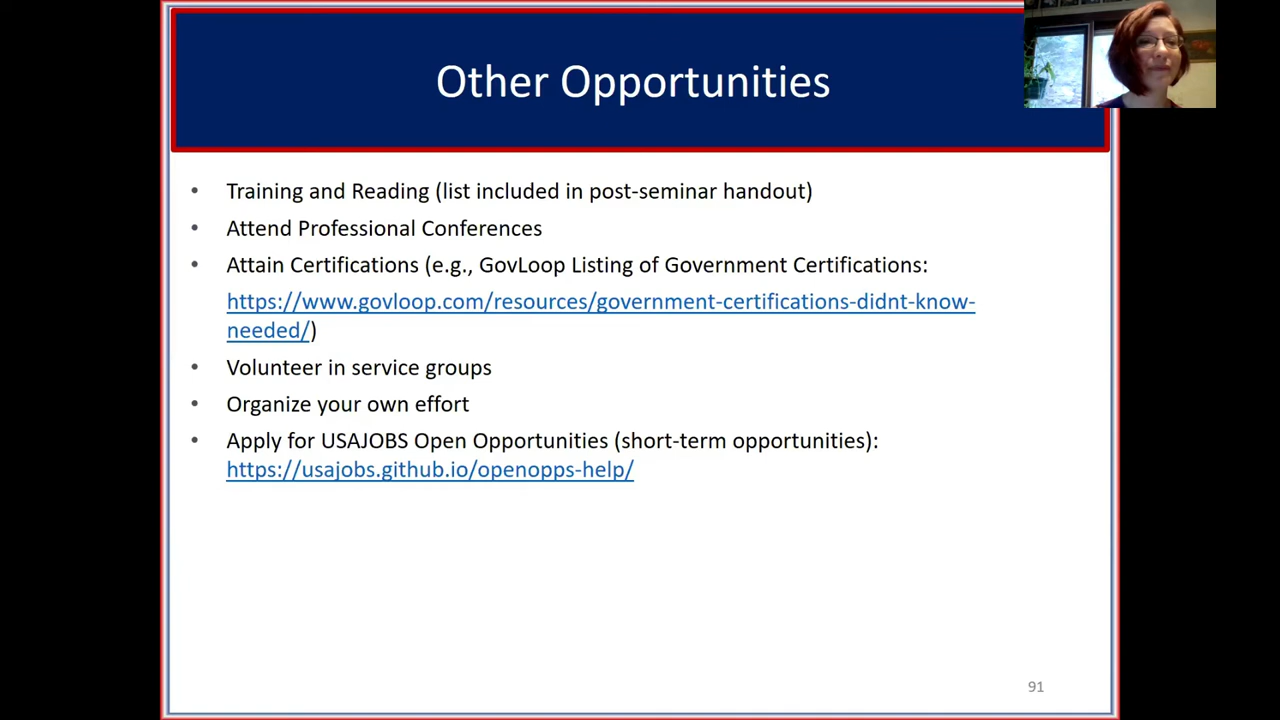 Other Opportunities
• Training and Reading (list included in post-seminar handout)
• Attend Professional Conferences
• Attain Certifications (e.g., GovLoop Listing of Government Certifications:
https://www.govloop.com/resources/government-certifications-didnt-know-
needed/)
• Volunteer in service groups
• Organize your own effort
• Apply for USAJOBS Open Opportunities (short-term opportunities):
https://usajobs.github.io/openopps-help/
91